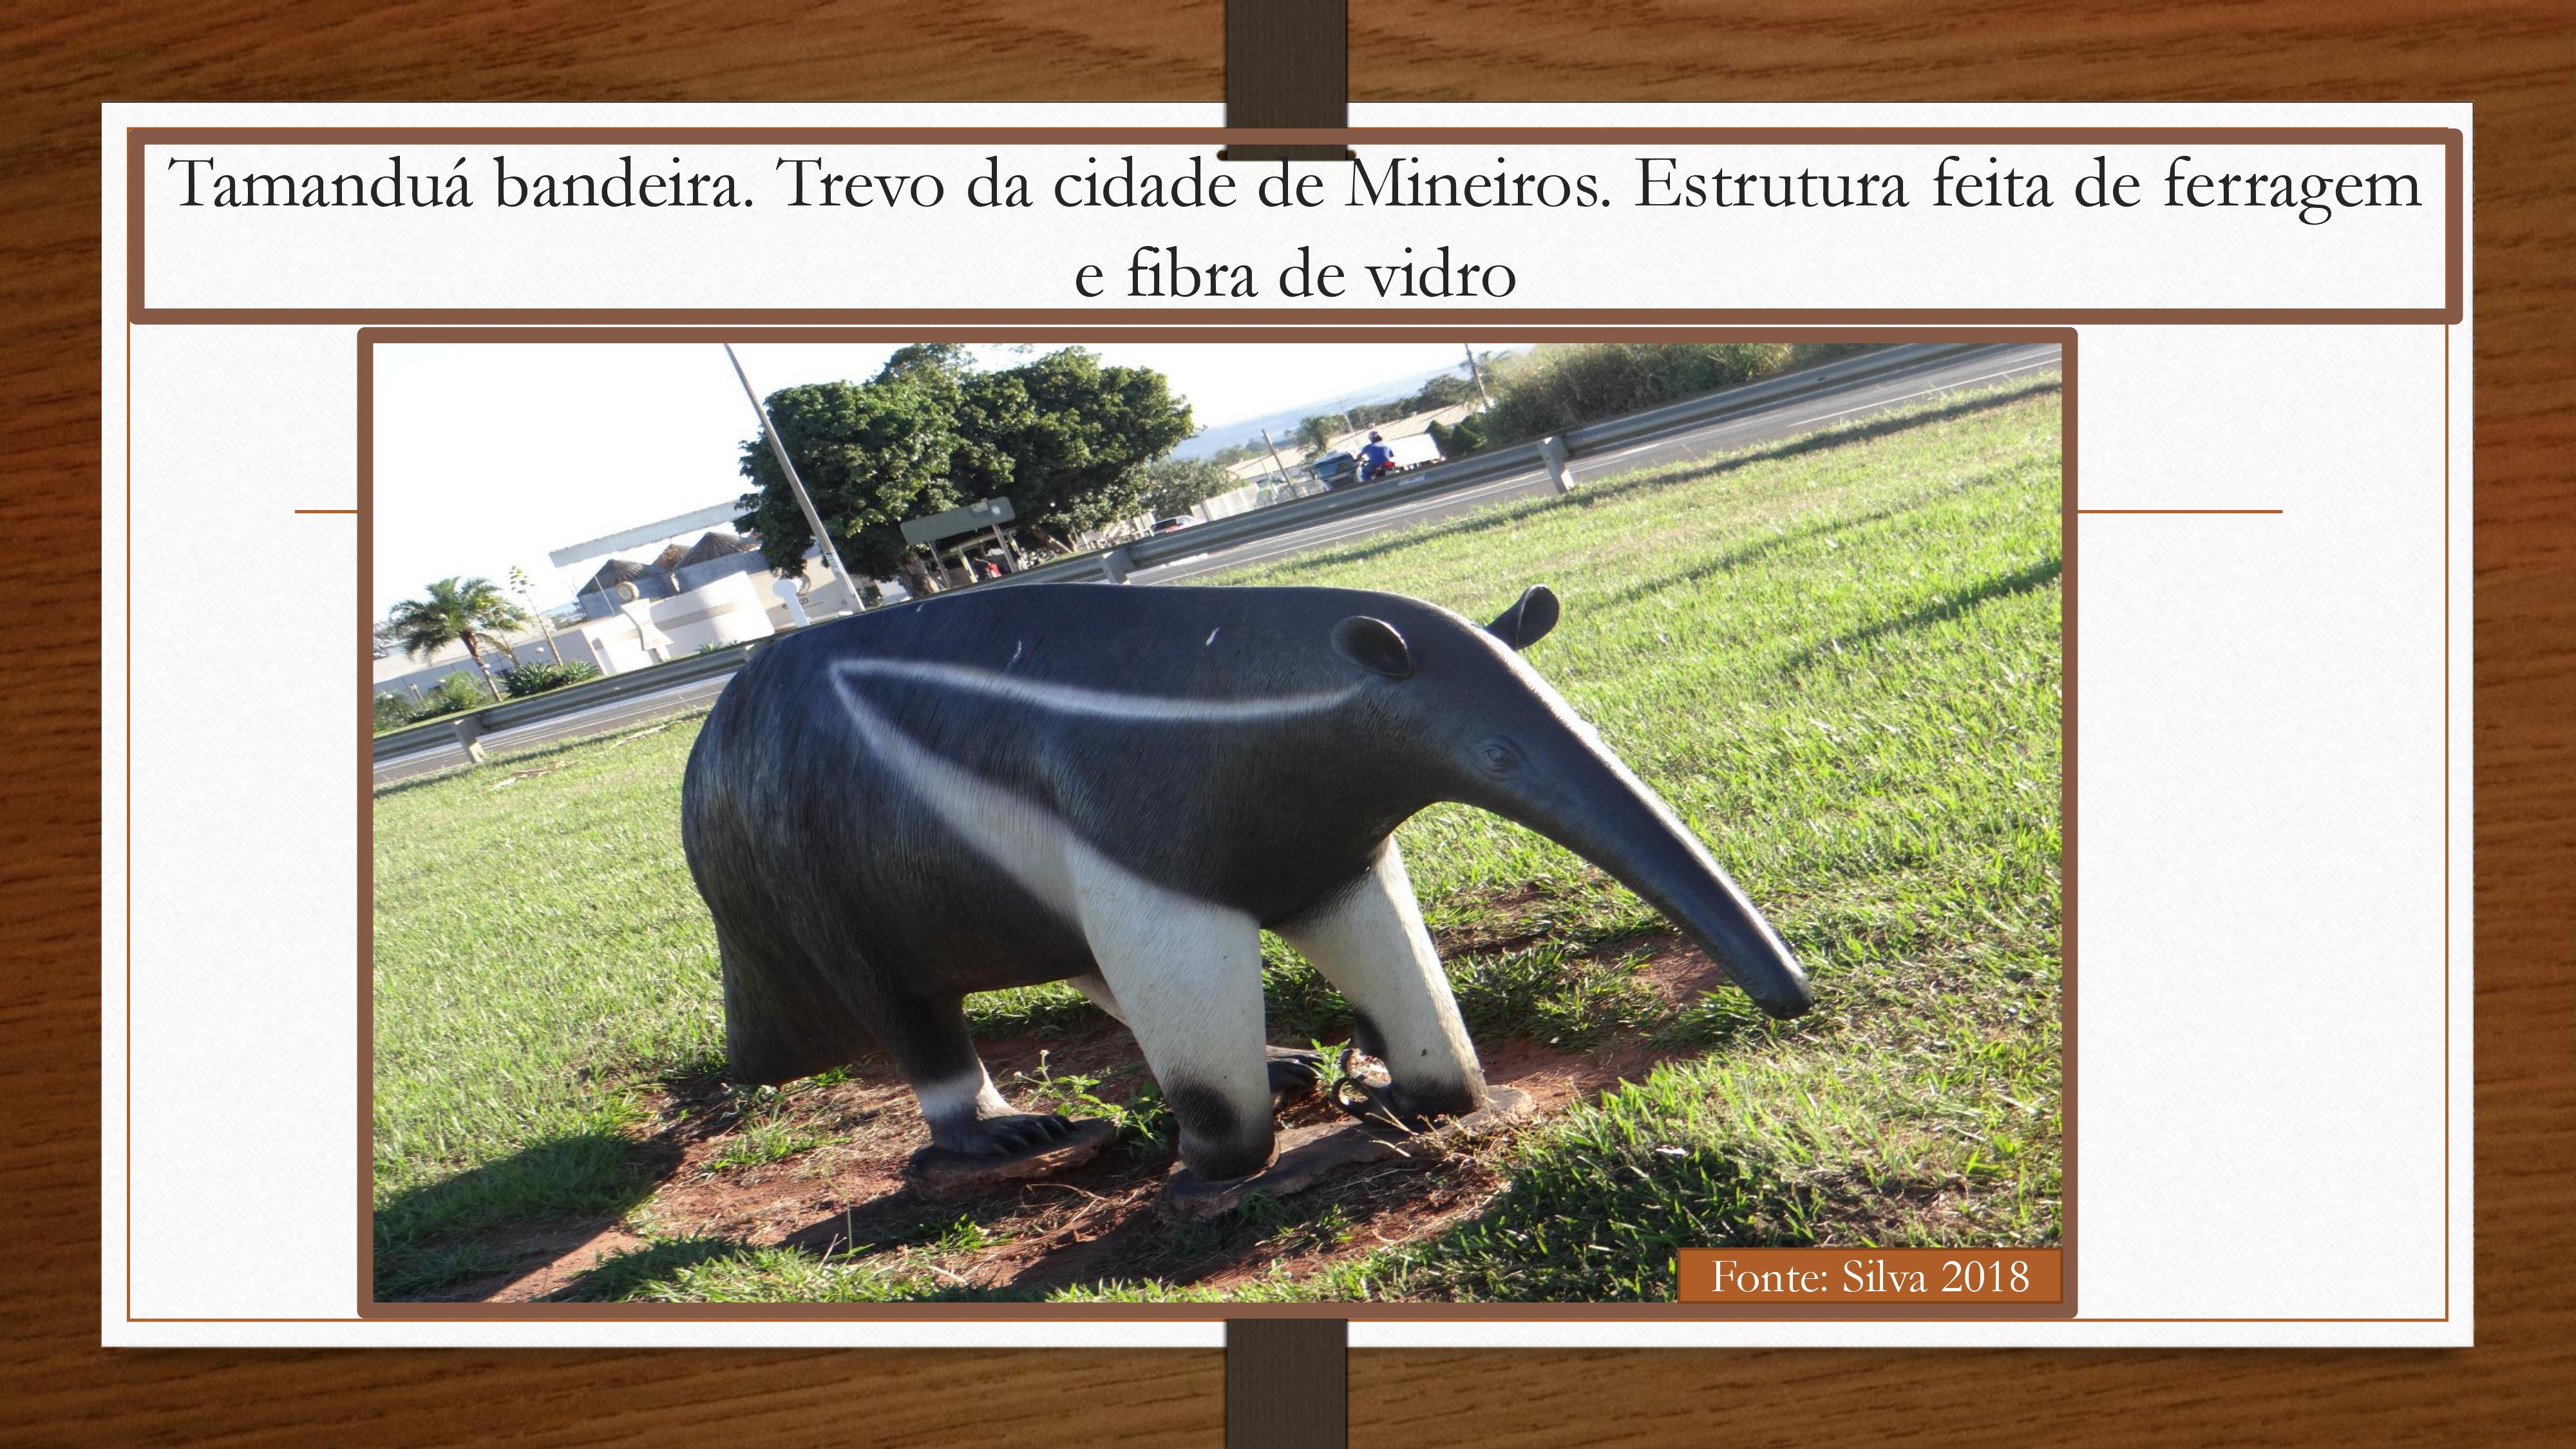 Tamanduá bandeira. Trevo da cidade de Mineiros. Estrutura feita de ferragem
e fibra de vidro
Fonte: Silva 2018